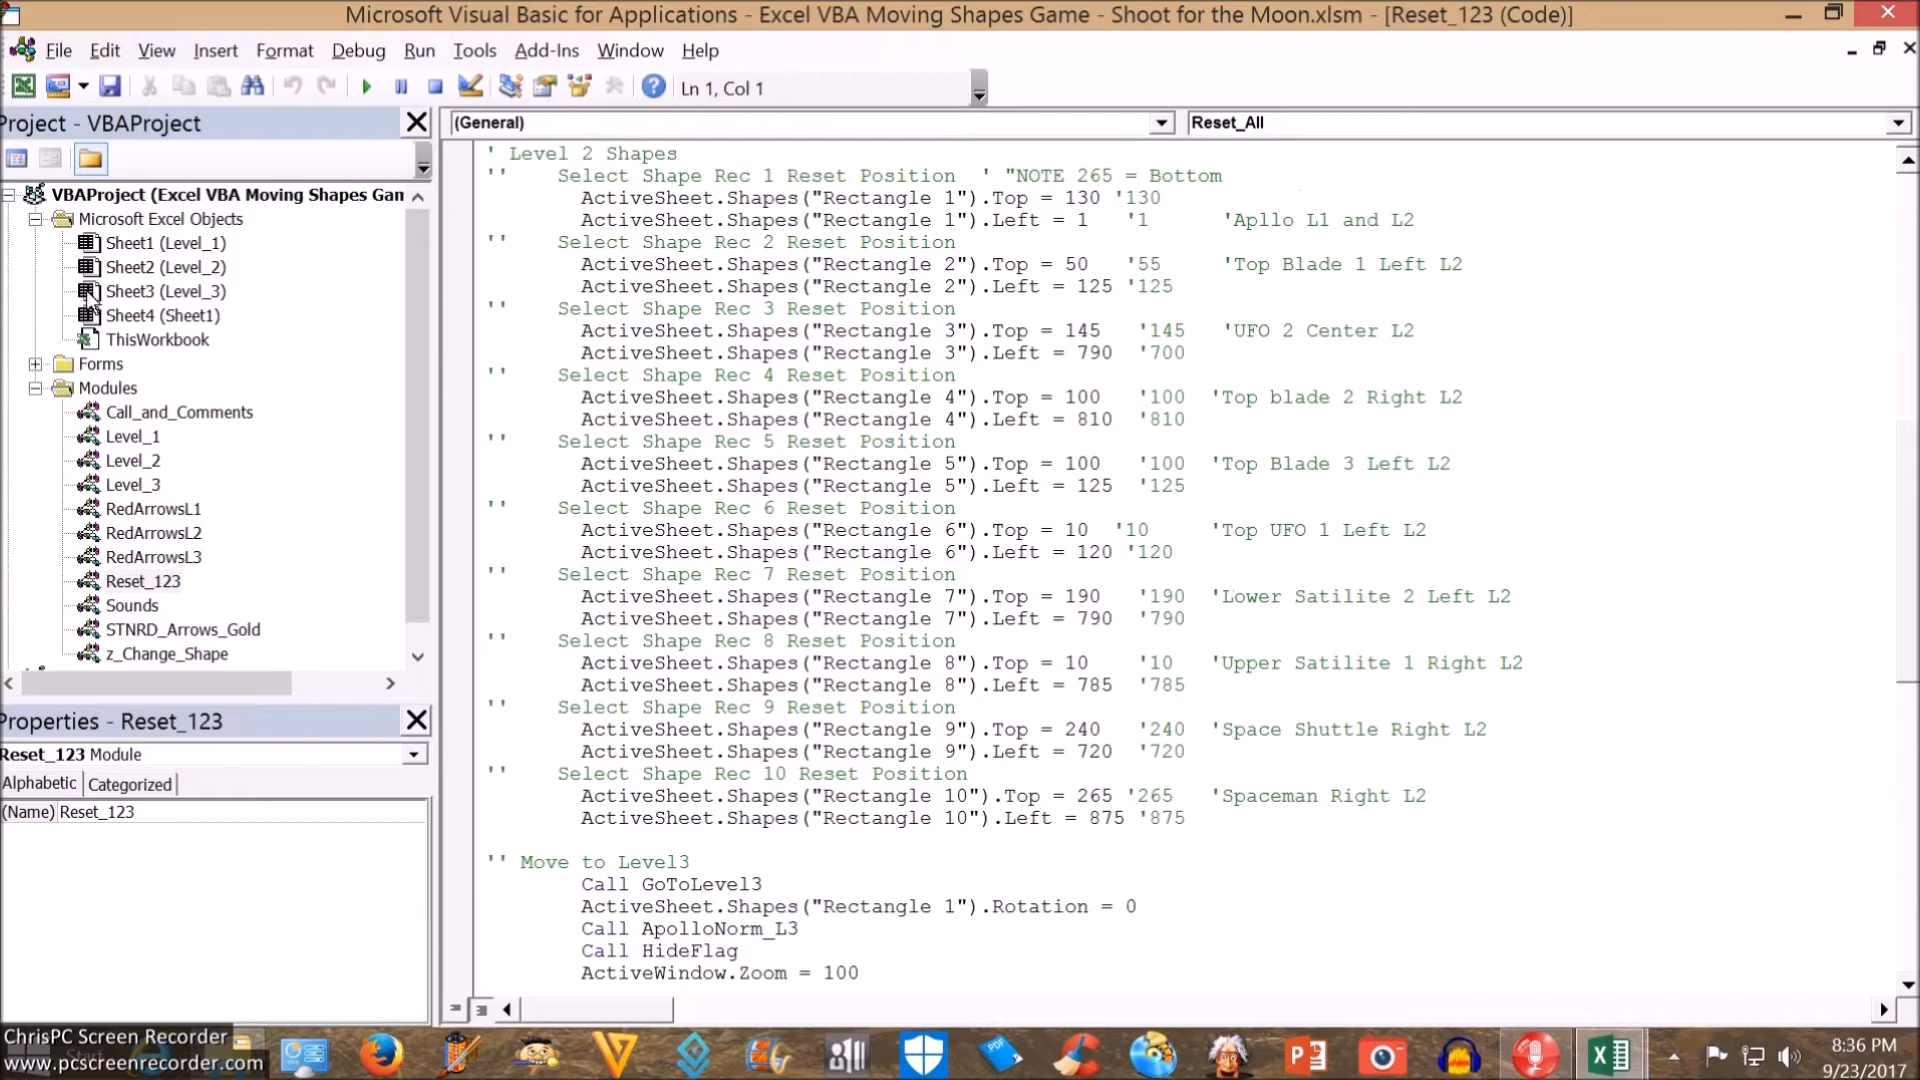 Microsoft Visual Basic for Applications - Excel VBA Moving Shapes Game - Shoot for the Moon.xlsm - [Reset_123 (Code)]
File Edit View Insert Format Debug Run Tools Add-Ins Window Help
Ln 1, Col 1
Project - VBAProject
(General) Reset_All
VBAProject (Excel VBA Moving Shapes Gam
Microsoft Excel Objects
Sheet1 (Level_1)
Sheet2 (Level_2)
Sheet3 (Level_3)
Sheet4 (Sheet1)
ThisWorkbook
Forms
Modules
Call_and_Comments
Level_1
Level_2
Level_3
RedArrowsL1
RedArrowsL2
RedArrowsL3
Reset_123
Sounds
STNRD_Arrows_Gold
z_Change_Shape
Properties - Reset_123
Reset_123 Module
Alphabetic Categorized
(Name) Reset_123
' Level 2 Shapes
'' Select Shape Rec 1 Reset Position ' "NOTE 265 = Bottom
ActiveSheet.Shapes("Rectangle 1").Top = 130 '130
ActiveSheet.Shapes("Rectangle 1").Left = 1 '1 'Apllo L1 and L2
'' Select Shape Rec 2 Reset Position
ActiveSheet.Shapes("Rectangle 2").Top = 50 '55 'Top Blade 1 Left L2
ActiveSheet.Shapes("Rectangle 2").Left = 125 '125
'' Select Shape Rec 3 Reset Position
ActiveSheet.Shapes("Rectangle 3").Top = 145 '145 'UFO 2 Center L2
ActiveSheet.Shapes("Rectangle 3").Left = 790 '700
'' Select Shape Rec 4 Reset Position
ActiveSheet.Shapes("Rectangle 4").Top = 100 '100 'Top blade 2 Right L2
ActiveSheet.Shapes("Rectangle 4").Left = 810 '810
'' Select Shape Rec 5 Reset Position
ActiveSheet.Shapes("Rectangle 5").Top = 100 '100 'Top Blade 3 Left L2
ActiveSheet.Shapes("Rectangle 5").Left = 125 '125
'' Select Shape Rec 6 Reset Position
ActiveSheet.Shapes("Rectangle 6").Top = 10 '10 'Top UFO 1 Left L2
ActiveSheet.Shapes("Rectangle 6").Left = 120 '120
'' Select Shape Rec 7 Reset Position
ActiveSheet.Shapes("Rectangle 7").Top = 190 '190 'Lower Satilite 2 Left L2
ActiveSheet.Shapes("Rectangle 7").Left = 790 '790
'' Select Shape Rec 8 Reset Position
ActiveSheet.Shapes("Rectangle 8").Top = 10 '10 'Upper Satilite 1 Right L2
ActiveSheet.Shapes("Rectangle 8").Left = 785 '785
'' Select Shape Rec 9 Reset Position
ActiveSheet.Shapes("Rectangle 9").Top = 240 '240 'Space Shuttle Right L2
ActiveSheet.Shapes("Rectangle 9").Left = 720 '720
'' Select Shape Rec 10 Reset Position
ActiveSheet.Shapes("Rectangle 10").Top = 265 '265 'Spaceman Right L2
ActiveSheet.Shapes("Rectangle 10").Left = 875 '875
'' Move to Level3
Call GoToLevel3
ActiveSheet.Shapes("Rectangle 1").Rotation = 0
Call ApolloNorm_L3
Call HideFlag
ActiveWindow.Zoom = 100
ChrisPC Screen Recorder
www.pcscreenrecorder.com
8:36 PM
9/23/2017